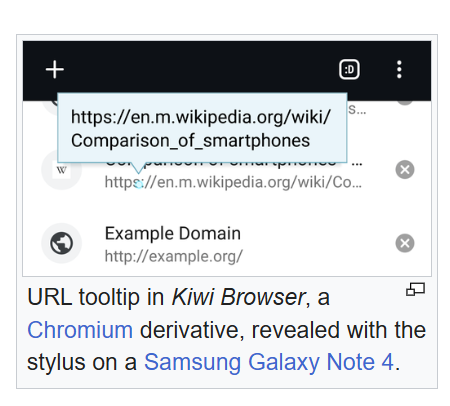 :D
s...
https://en.m.wikipedia.org/wiki/
Comparison_of_smartphones
W
https://en.m.wikipedia.org/wiki/Co...
Example Domain
http://example.org/
URL tooltip in Kiwi Browser, a
Chromium derivative, revealed with the
stylus on a Samsung Galaxy Note 4.